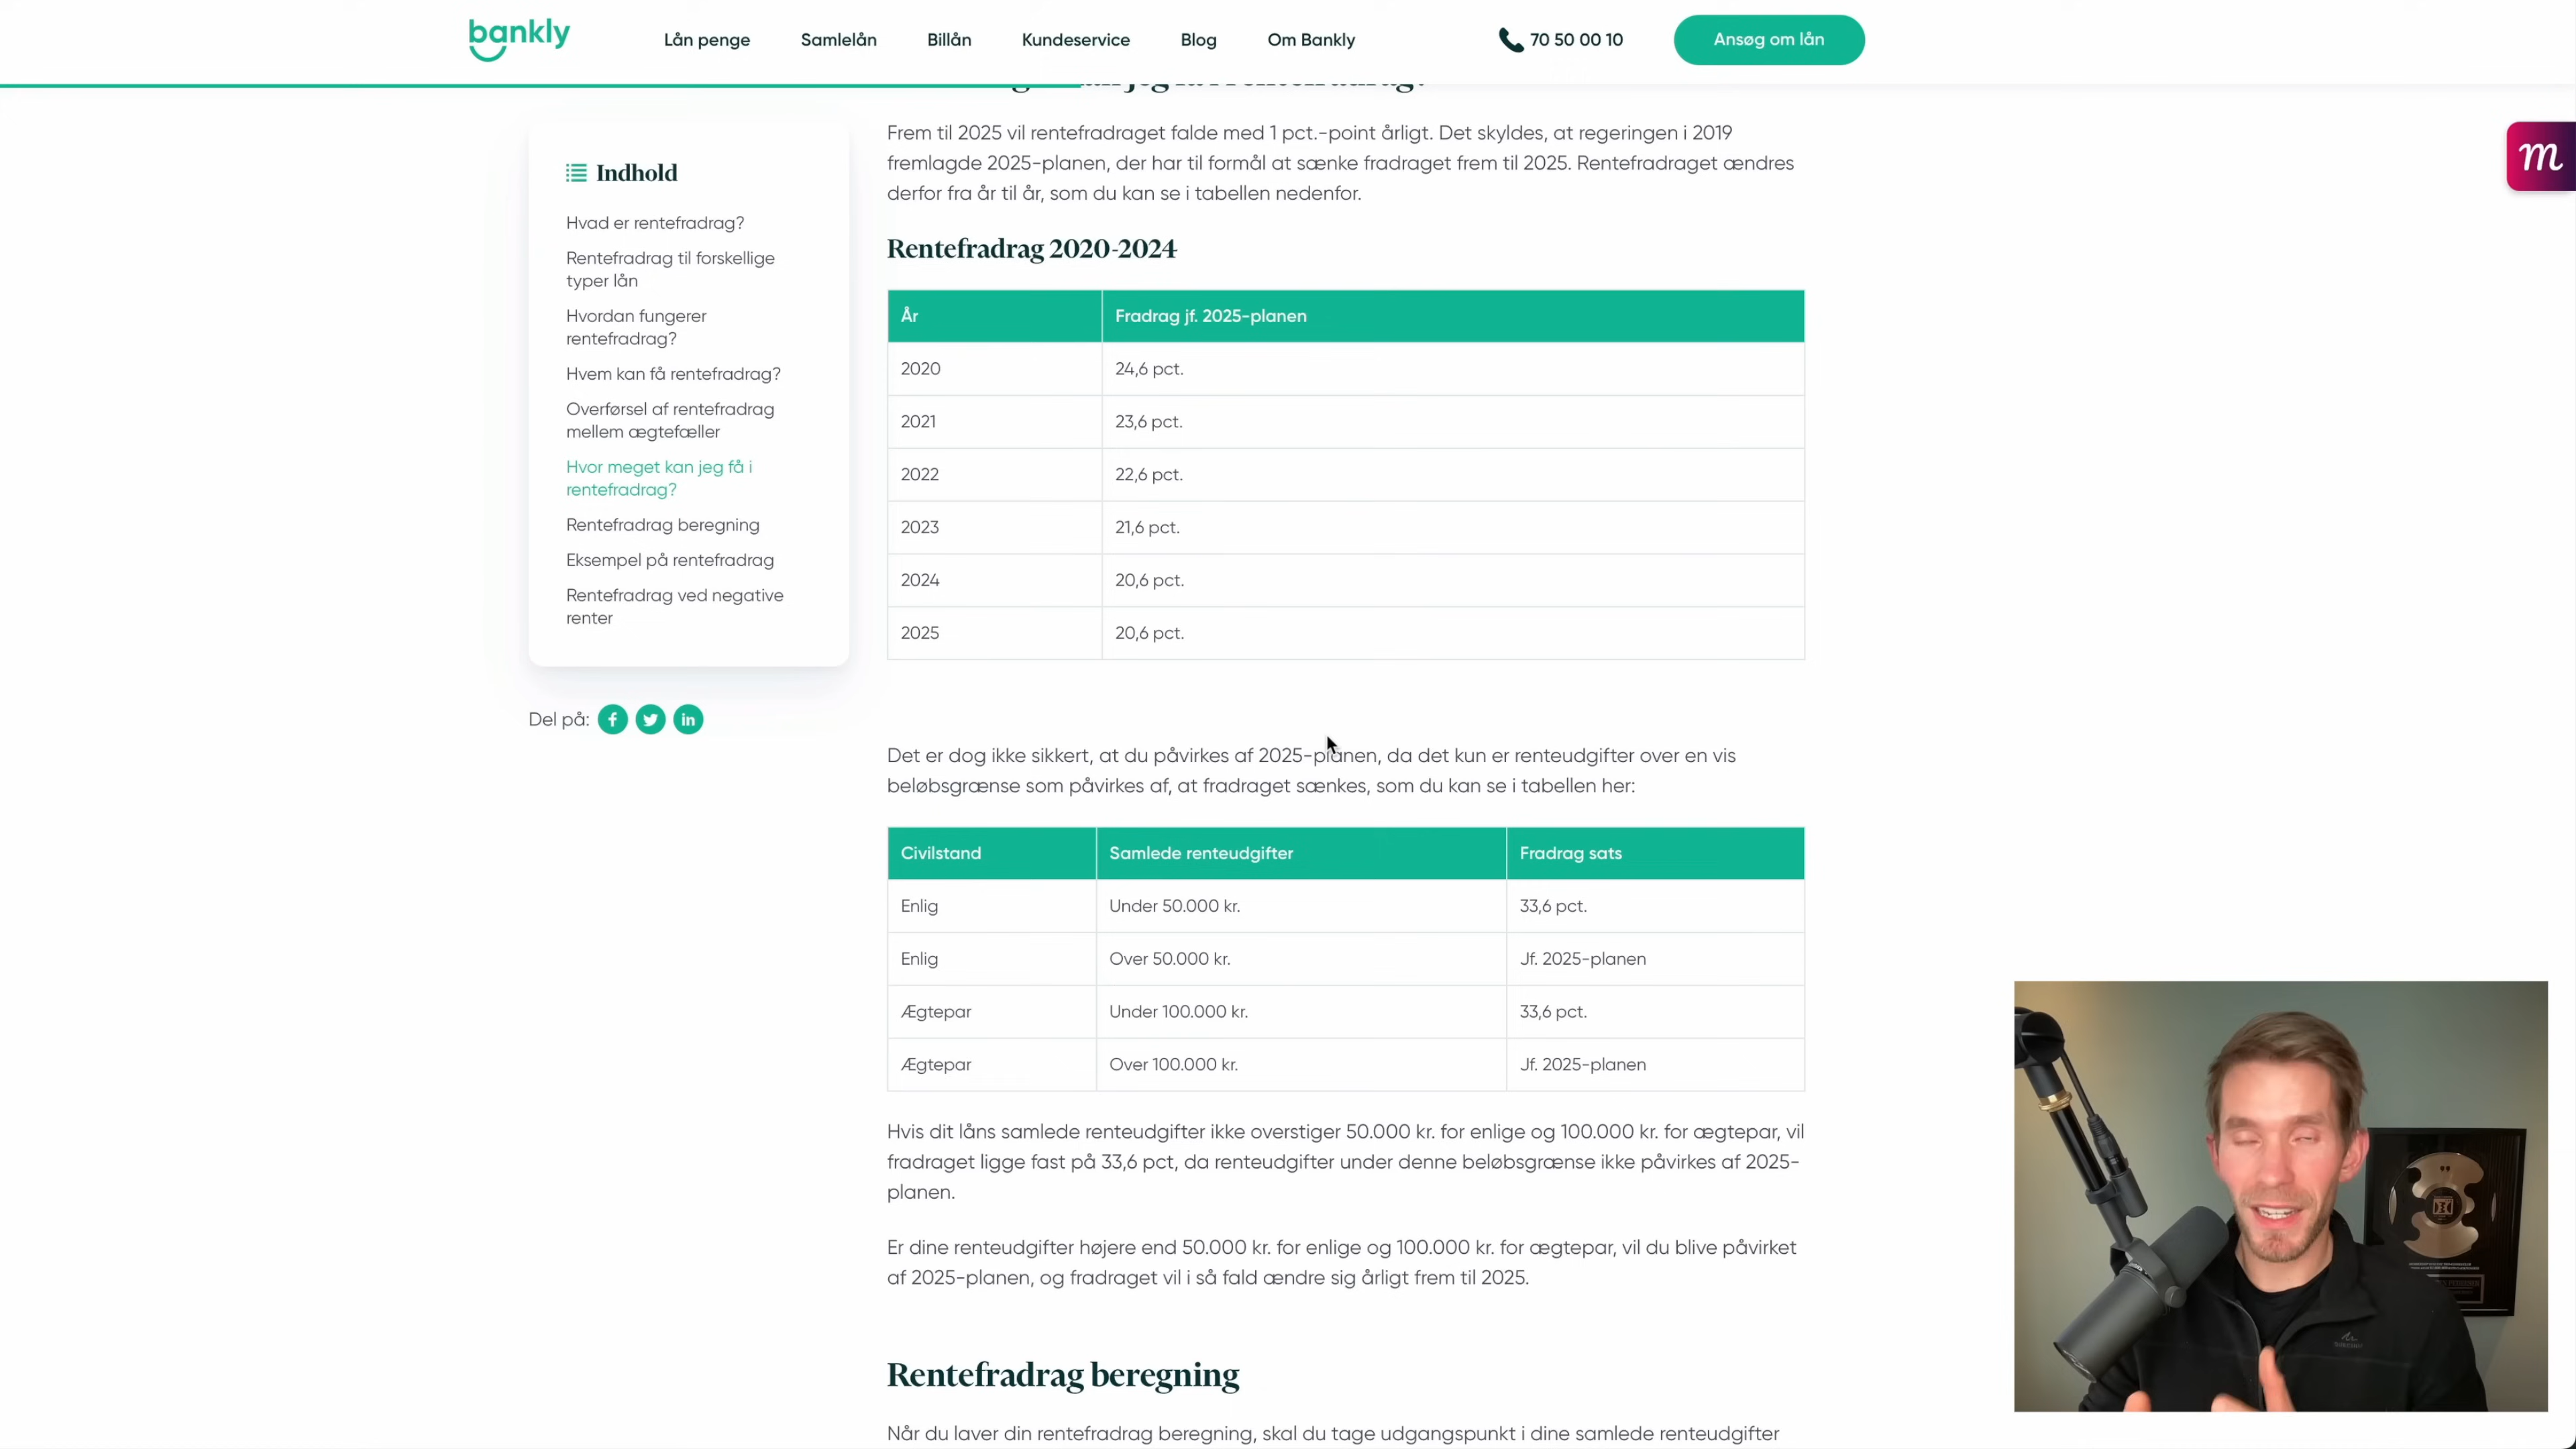 bankly
Lån penge
Samlelån
Billån
Kundeservice
Blog
Om Bankly
70 50 00 10
Ansøg om lån
m
Indhold
Hvad er rentefradrag?
Rentefradrag til forskellige
typer lån
Hvordan fungerer
rentefradrag?
Hvem kan få rentefradrag?
Overførsel af rentefradrag
mellem ægtefæller
Hvor meget kan jeg få i
rentefradrag?
Rentefradrag beregning
Eksempel på rentefradrag
Rentefradrag ved negative
renter
Del på:
Frem til 2025 vil rentefradraget falde med 1 pct.-point årligt. Det skyldes, at regeringen i 2019
fremlagde 2025-planen, der har til formål at sænke fradraget frem til 2025. Rentefradraget ændres
derfor fra år til år, som du kan se i tabellen nedenfor.
Rentefradrag 2020-2024
År Fradrag jf. 2025-planen
2020 24,6 pct.
2021 23,6 pct.
2022 22,6 pct.
2023 21,6 pct.
2024 20,6 pct.
2025 20,6 pct.
Det er dog ikke sikkert, at du påvirkes af 2025-planen, da det kun er renteudgifter over en vis
beløbsgrænse som påvirkes af, at fradraget sænkes, som du kan se i tabellen her:
Civilstand Samlede renteudgifter Fradrag sats
Enlig Under 50.000 kr. 33,6 pct.
Enlig Over 50.000 kr. Jf. 2025-planen
Ægtepar Under 100.000 kr. 33,6 pct.
Ægtepar Over 100.000 kr. Jf. 2025-planen
Hvis dit låns samlede renteudgifter ikke overstiger 50.000 kr. for enlige og 100.000 kr. for ægtepar, vil
fradraget ligge fast på 33,6 pct, da renteudgifter under denne beløbsgrænse ikke påvirkes af 2025-
planen.
Er dine renteudgifter højere end 50.000 kr. for enlige og 100.000 kr. for ægtepar, vil du blive påvirket
af 2025-planen, og fradraget vil i så fald ændre sig årligt frem til 2025.
Rentefradrag beregning
Når du laver din rentefradrag beregning, skal du tage udgangspunkt i dine samlede renteudgifter